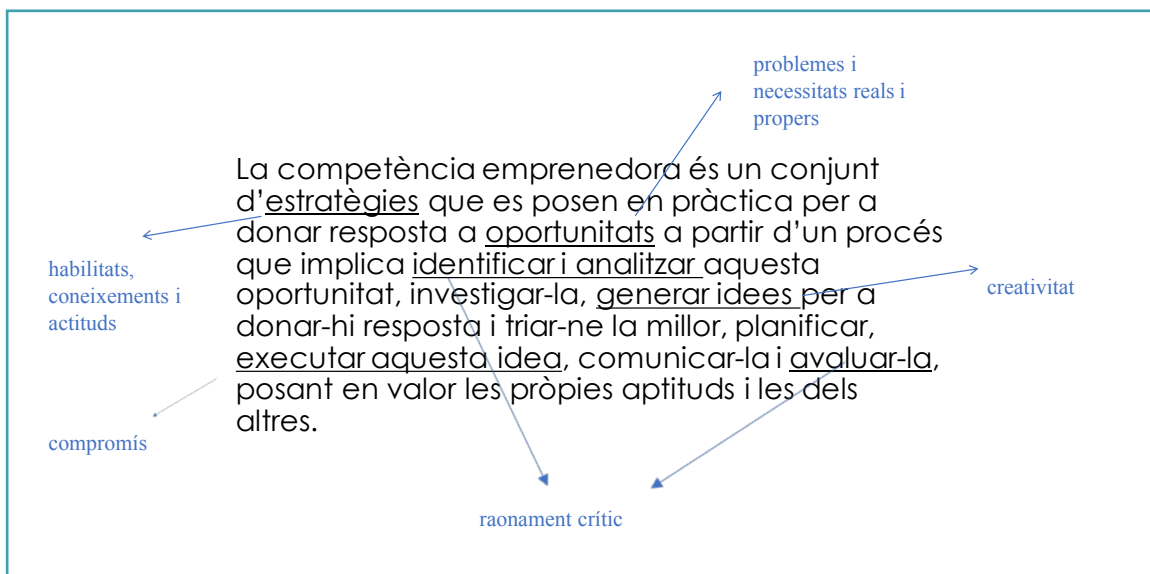 problemes i
necessitats reals i
propers
La competència emprenedora és un conjunt
d’estratègies que es posen en pràctica per a
donar resposta a oportunitats a partir d’un procés
que implica identificar i analitzar aquesta
oportunitat, investigar-la, generar idees per a
donar-hi resposta i triar-ne la millor, planificar,
executar aquesta idea, comunicar-la i avaluar-la,
posant en valor les pròpies aptituds i les dels
altres.
habilitats,
coneixements i
actituds
creativitat
compromís
raonament crític